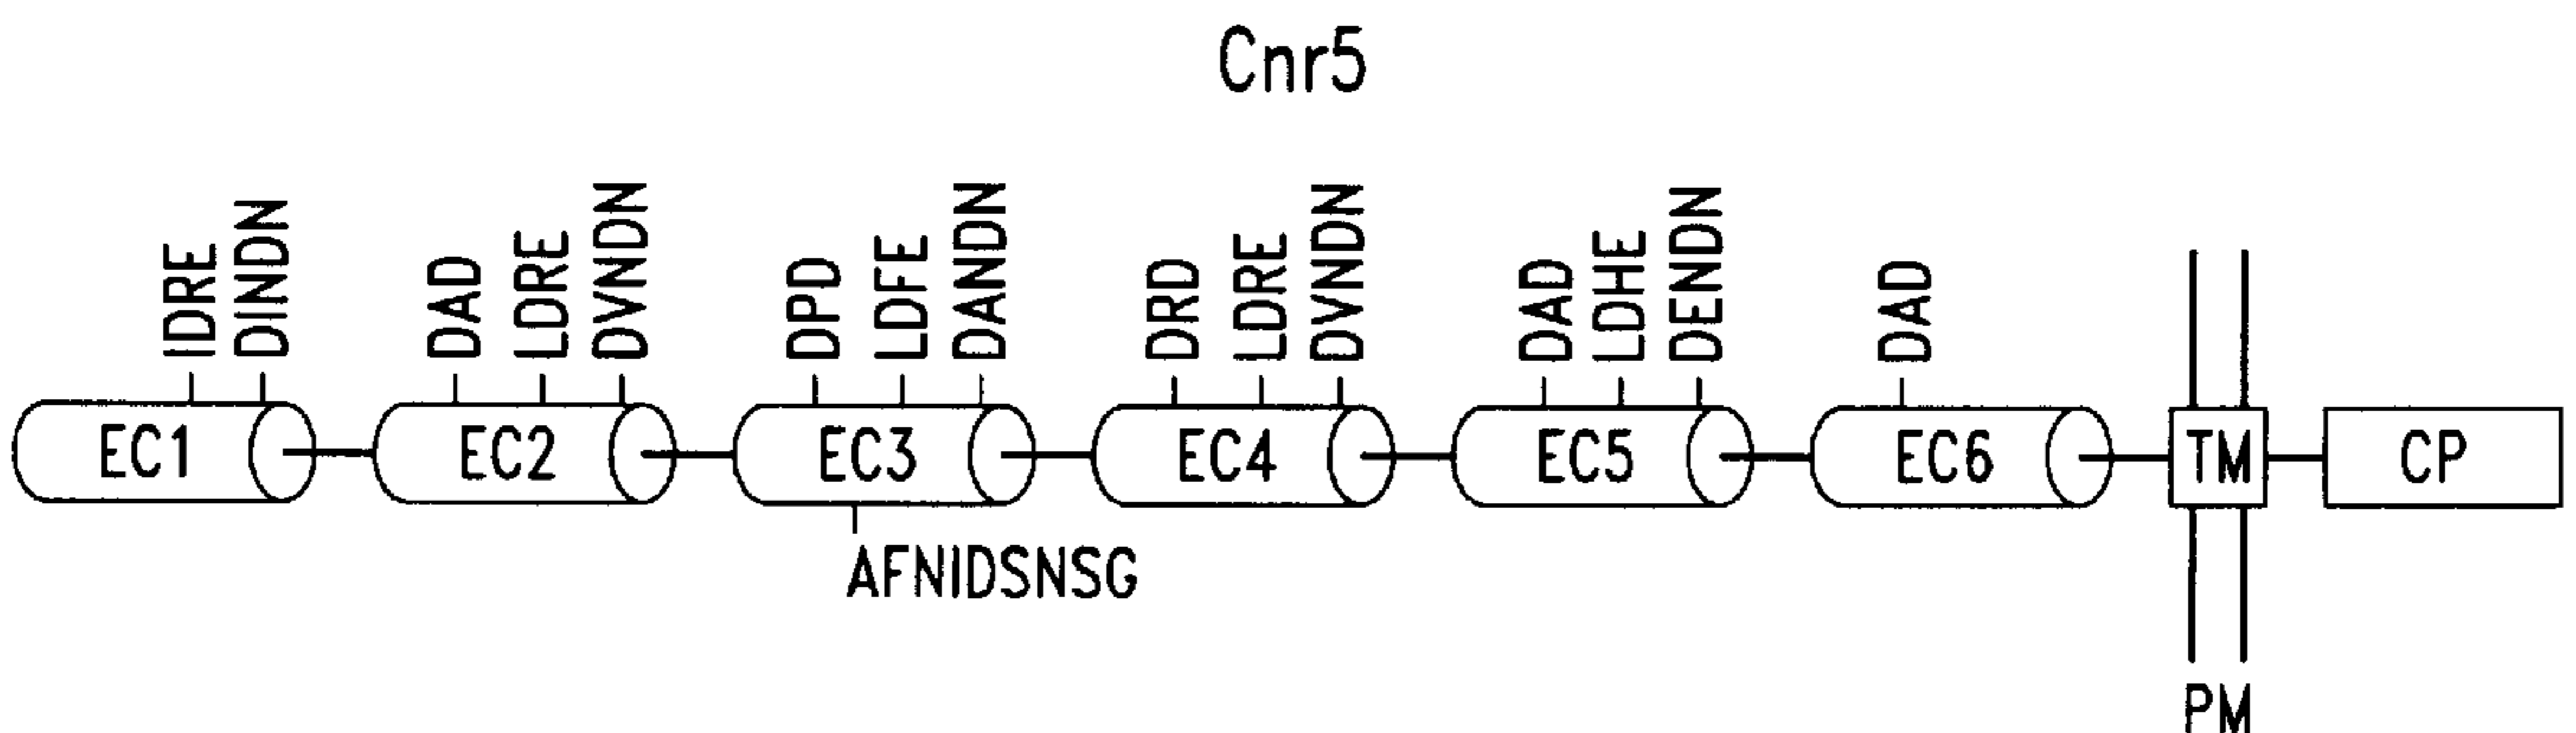 Cnr5
IDRE
DINDN
DAD
LDRE
DVNDN
DPD
LDFE
DANDN
DRD
LDRE
DVNDN
DAD
LDHE
DENDN
DAD
EC1
EC2
EC3
EC4
EC5
EC6
TM
CP
AFNIDSNSG
PM